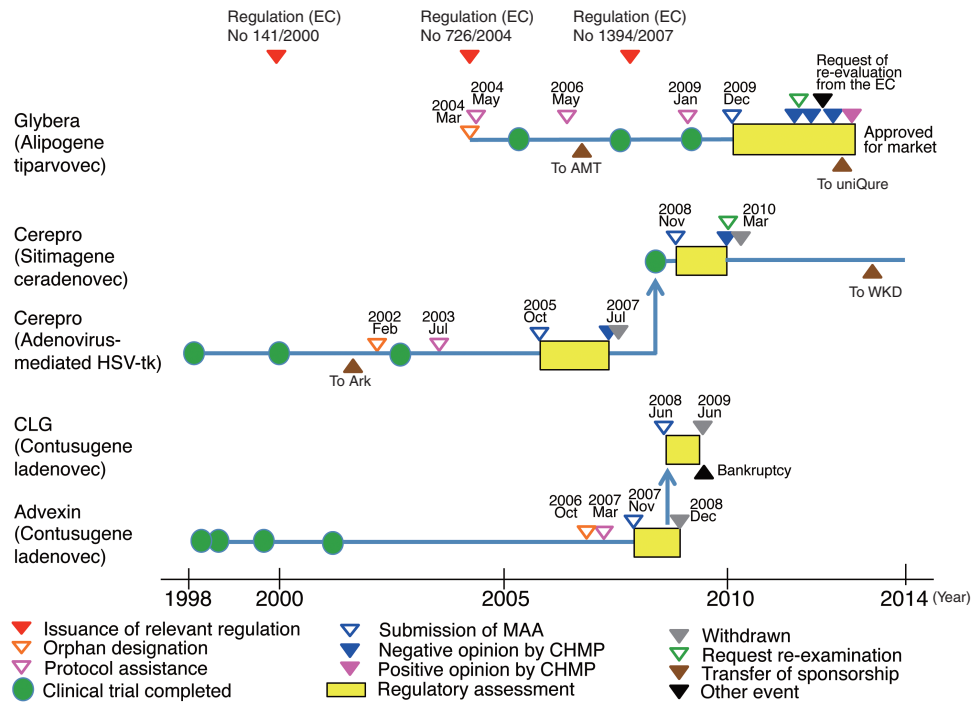 Regulation (EC)
No 141/2000
Regulation (EC)
No 726/2004
Regulation (EC)
No 1394/2007
Glybera
(Alipogene
tiparvovec)
2004
Mar
2004
May
2006
May
2009
Jan
2009
Dec
Request of
re-evaluation
from the EC
Approved
for market
To AMT
To uniQure
Cerepro
(Sitimagene
ceradenovec)
2008
Nov
2010
Mar
To WKD
Cerepro
(Adenovirus-
mediated HSV-tk)
2002
Feb
2003
Jul
2005
Oct
2007
Jul
To Ark
CLG
(Contusugene
ladenovec)
2008
Jun
2009
Jun
Bankruptcy
Advexin
(Contusugene
ladenovec)
2006
Oct
2007
Mar
2007
Nov
2008
Dec
1998 2000 2005 2010 2014 (Year)
Issuance of relevant regulation
Orphan designation
Protocol assistance
Clinical trial completed
Submission of MAA
Negative opinion by CHMP
Positive opinion by CHMP
Regulatory assessment
Withdrawn
Request re-examination
Transfer of sponsorship
Other event